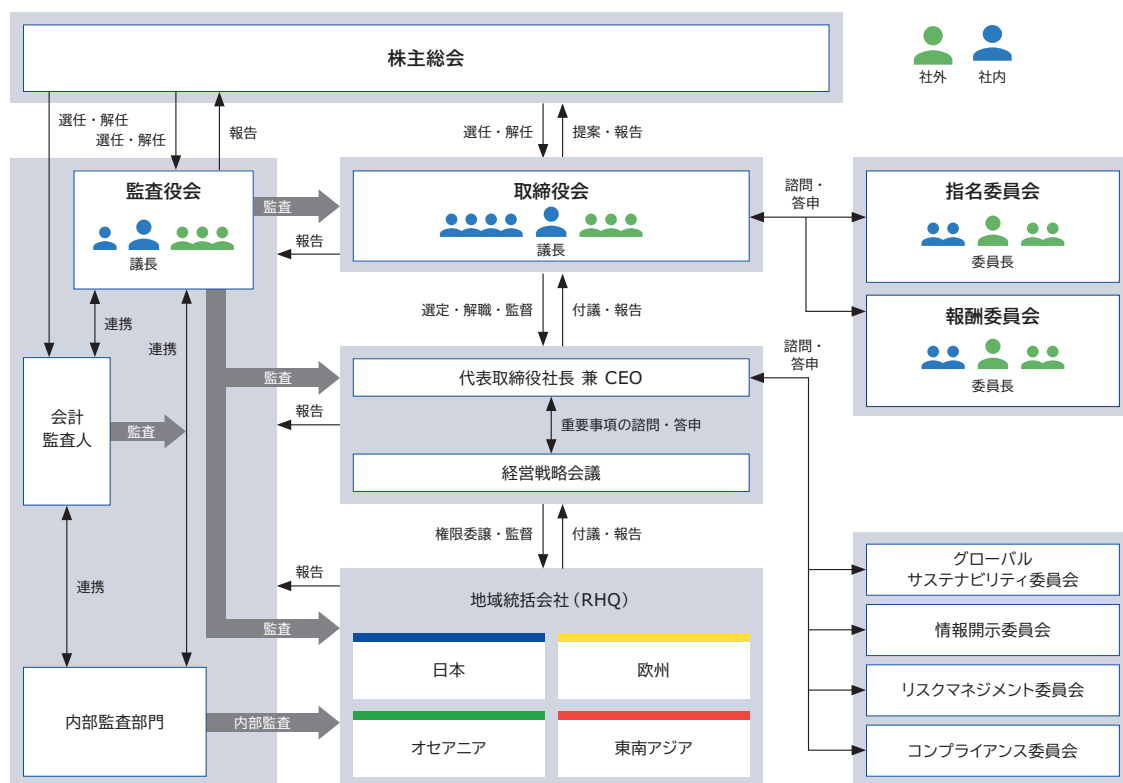 株主総会
社外
社内
選任・解任
選任・解任
報告
選任・解任
提案・報告
監査役会
議長
監査
報告
取締役会
議長
諮問・
答申
指名委員会
委員長
報酬委員会
委員長
連携
連携
選定・解職・監督
付議・報告
諮問・
答申
会計
監査人
監査
監査
報告
代表取締役社長 兼 CEO
重要事項の諮問・答申
経営戦略会議
権限委譲・監督
付議・報告
連携
報告
監査
地域統括会社（RHQ）
日本
欧州
オセアニア
東南アジア
内部監査部門
内部監査
グローバル
サステナビリティ委員会
情報開示委員会
リスクマネジメント委員会
コンプライアンス委員会